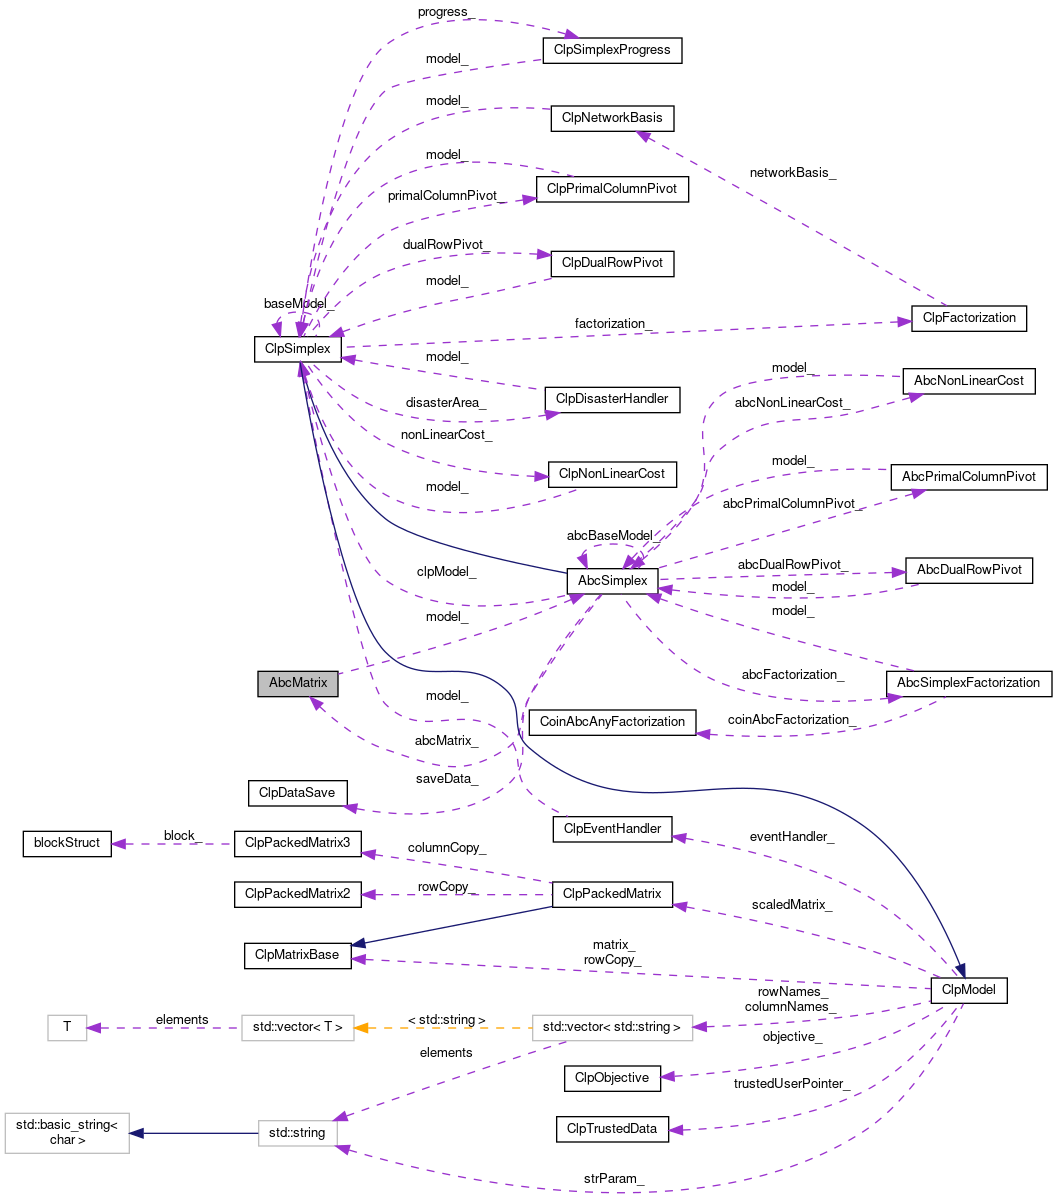 progress_
ClpSimplexProgress
model_
model_
ClpNetworkBasis
model_
networkBasis_
ClpPrimalColumnPivot
primalColumnPivot_
dualRowPivot_
ClpDualRowPivot
model_
baseModel_
ClpFactorization
factorization_
ClpSimplex
model_
model_
AbcNonLinearCost
ClpDisasterHandler
disasterArea_
abcNonLinearCost_
nonLinearCost_
model_
ClpNonLinearCost
AbcPrimalColumnPivot
model_
abcPrimalColumnPivot_
abcBaseModel_
clpModel_
abcDualRowPivot_
AbcDualRowPivot
AbcSimplex
model_
model_
model_
abcFactorization_
AbcMatrix
AbcSimplexFactorization
model_
CoinAbcAnyFactorization
coinAbcFactorization_
abcMatrix_
saveData_
ClpDataSave
ClpEventHandler
eventHandler_
blockStruct
block_
ClpPackedMatrix3
columnCopy_
rowCopy_
ClpPackedMatrix2
ClpPackedMatrix
scaledMatrix_
ClpMatrixBase
matrix_
rowCopy_
ClpModel
rowNames_
columnNames_
T
elements
std::vector< T >
< std::string >
std::vector< std::string >
objective_
elements
ClpObjective
trustedUserPointer_
std::basic_string<
char >
std::string
ClpTrustedData
strParam_